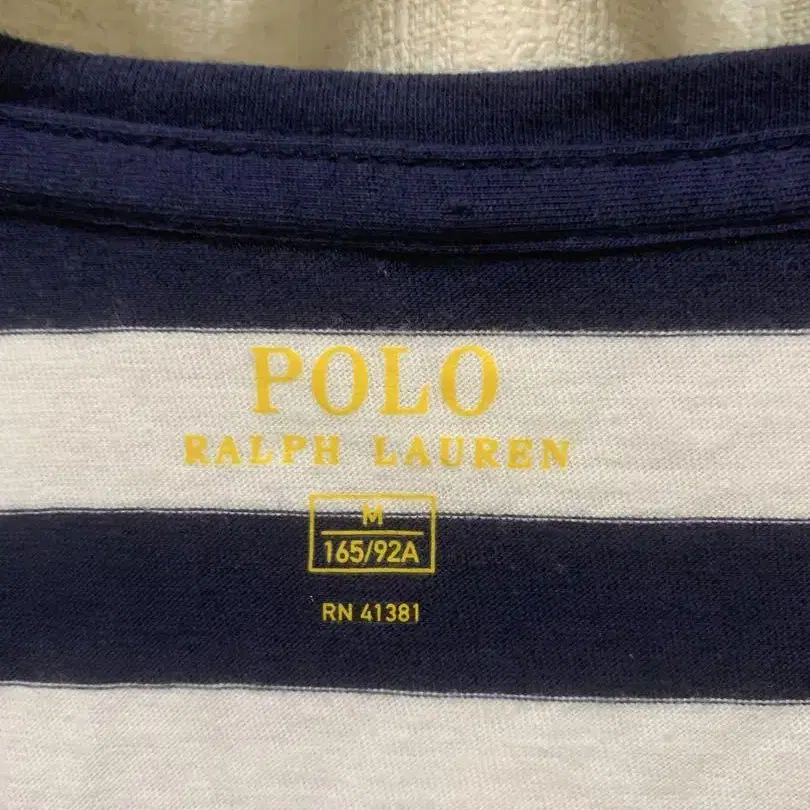 POLO
RALPH LAUREN
M
165/92A
RN 41381